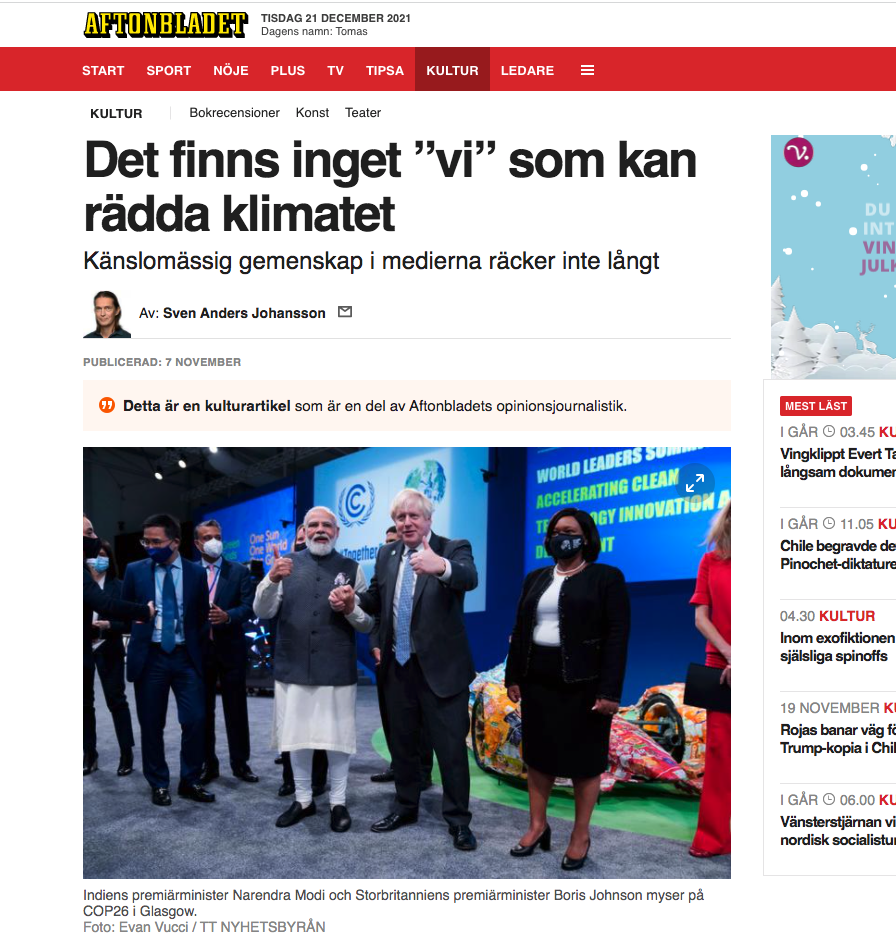 AFTONBLADET
TISDAG 21 DECEMBER 2021
Dagens namn: Tomas
START SPORT NÖJE PLUS TV TIPSA KULTUR LEDARE
KULTUR Bokrecensioner Konst Teater
Det finns inget ”vi” som kan
rädda klimatet
Känslomässig gemenskap i medierna räcker inte långt
Av: Sven Anders Johansson
PUBLICERAD: 7 NOVEMBER
Detta är en kulturartikel som är en del av Aftonbladets opinionsjournalistik.
WORLD LEADERS SUMM
ACCELERATING CLEAN
INNOVATION
One Sun
One World
Together
Indiens premiärminister Narendra Modi och Storbritanniens premiärminister Boris Johnson myser på
COP26 i Glasgow.
Foto: Evan Vucci / TT NYHETSBYRÅN
V.
DU
INT
VIN
JULK
MEST LÄST
I GÅR 03.45 KU
Vingklippt Evert Ta
långsam dokumen
I GÅR 11.05 KU
Chile begravde de
Pinochet-diktature
04.30 KULTUR
Inom exofiktionen
själsliga spinoffs
19 NOVEMBER KU
Rojas banar väg fö
Trump-kopia i Chil
I GÅR 06.00 KU
Vänsterstjärnan vi
nordisk socialistun